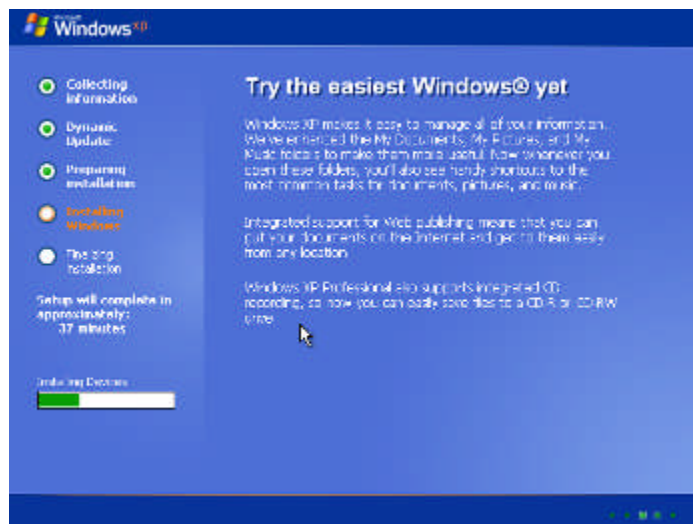 Windows xp
Collecting
information
Dynamic
Update
Preparing
installation
Installing
Windows
Finalizing
installation
Setup will complete in
approximately:
37 minutes
Installing Devices
Try the easiest Windows® yet
Windows XP makes it easy to manage all of your information.
We've enhanced the My Documents, My Pictures, and My
Music folders to make them more useful. Now whenever you
open these folders, you'll also see handy shortcuts to the
most common tasks for documents, pictures, and music.
Integrated support for Web publishing means that you can
put your documents on the Internet and get to them easily
from any location.
Windows XP Professional also supports integrated CD
recording, so now you can easily save files to a CD-R or CD-RW
drive.